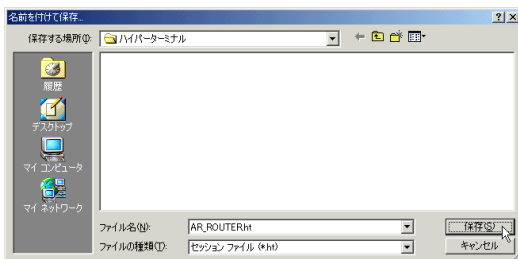 名前を付けて保存..
保存する場所(I): ハイパーターミナル
履歴
デスクトップ
マイ コンピュータ
マイ ネットワーク
ファイル名(N): AR_ROUTER.ht 保存(S)
ファイルの種類(T): セッション ファイル (*.ht) キャンセル